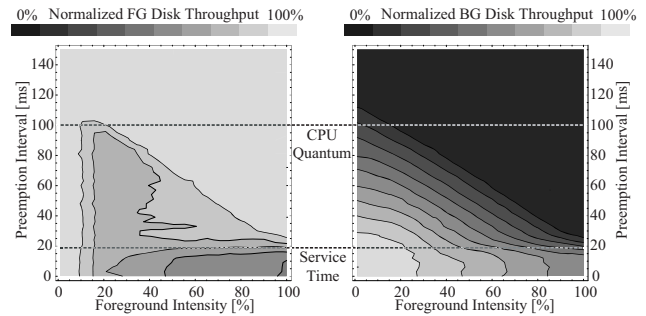 0% Normalized FG Disk Throughput 100%
0% Normalized BG Disk Throughput 100%
Preemption Interval [ms]
140
120
100
80
60
40
20
0
CPU
Quantum
Service
Time
140
120
100
80
60
40
20
0
Preemption Interval [ms]
0 20 40 60 80 100
Foreground Intensity [%]
0 20 40 60 80 100
Foreground Intensity [%]